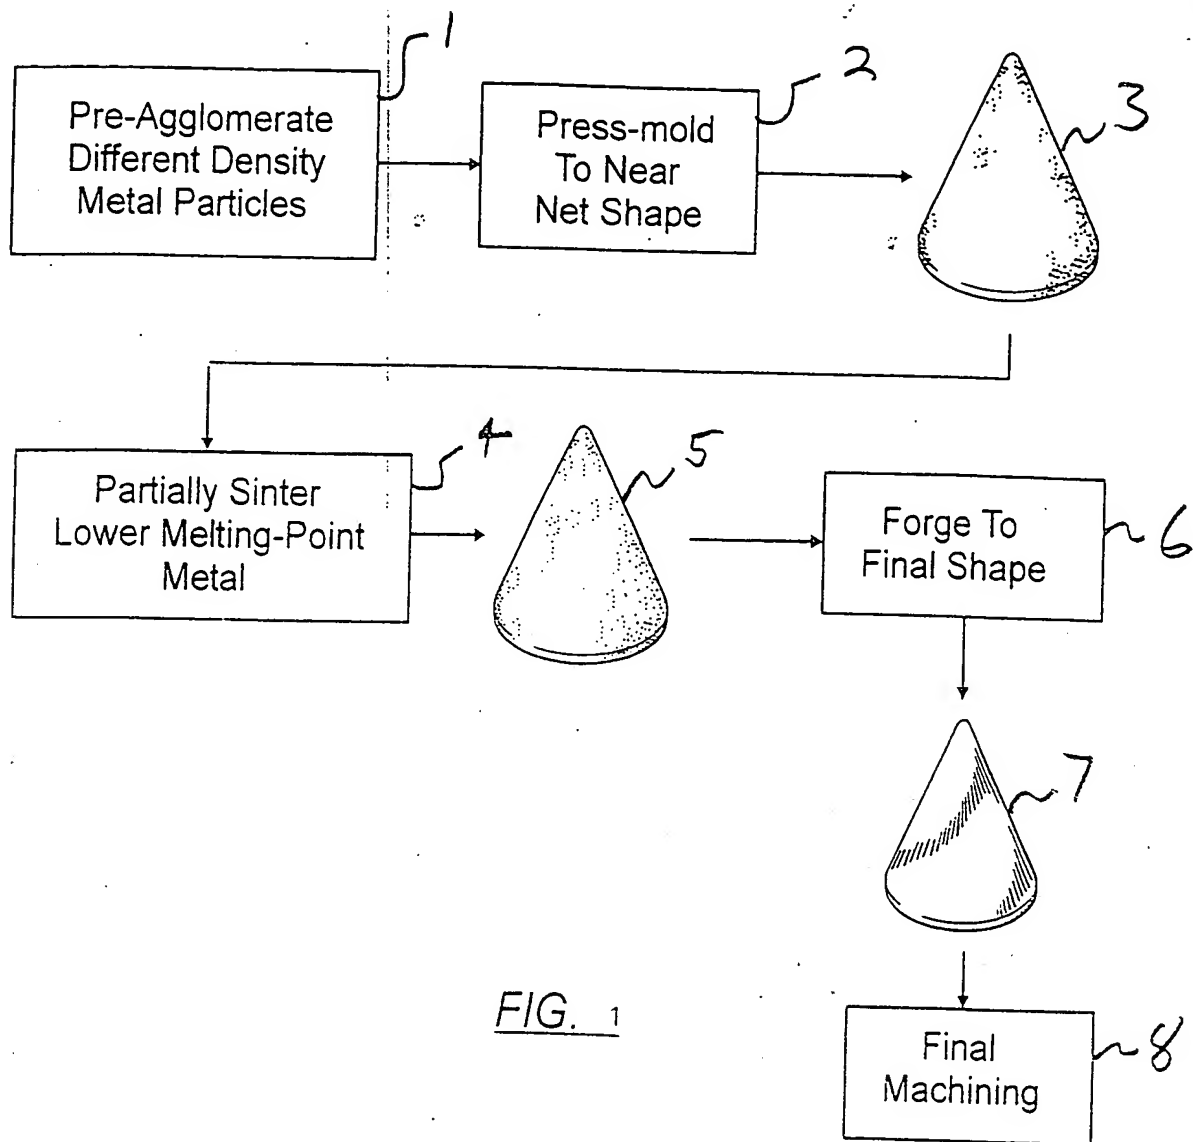 1
Pre-Agglomerate
Different Density
Metal Particles
2
Press-mold
To Near
Net Shape
3
4
Partially Sinter
Lower Melting-Point
Metal
5
Forge To
Final Shape
6
7
FIG. 1
Final
Machining
8